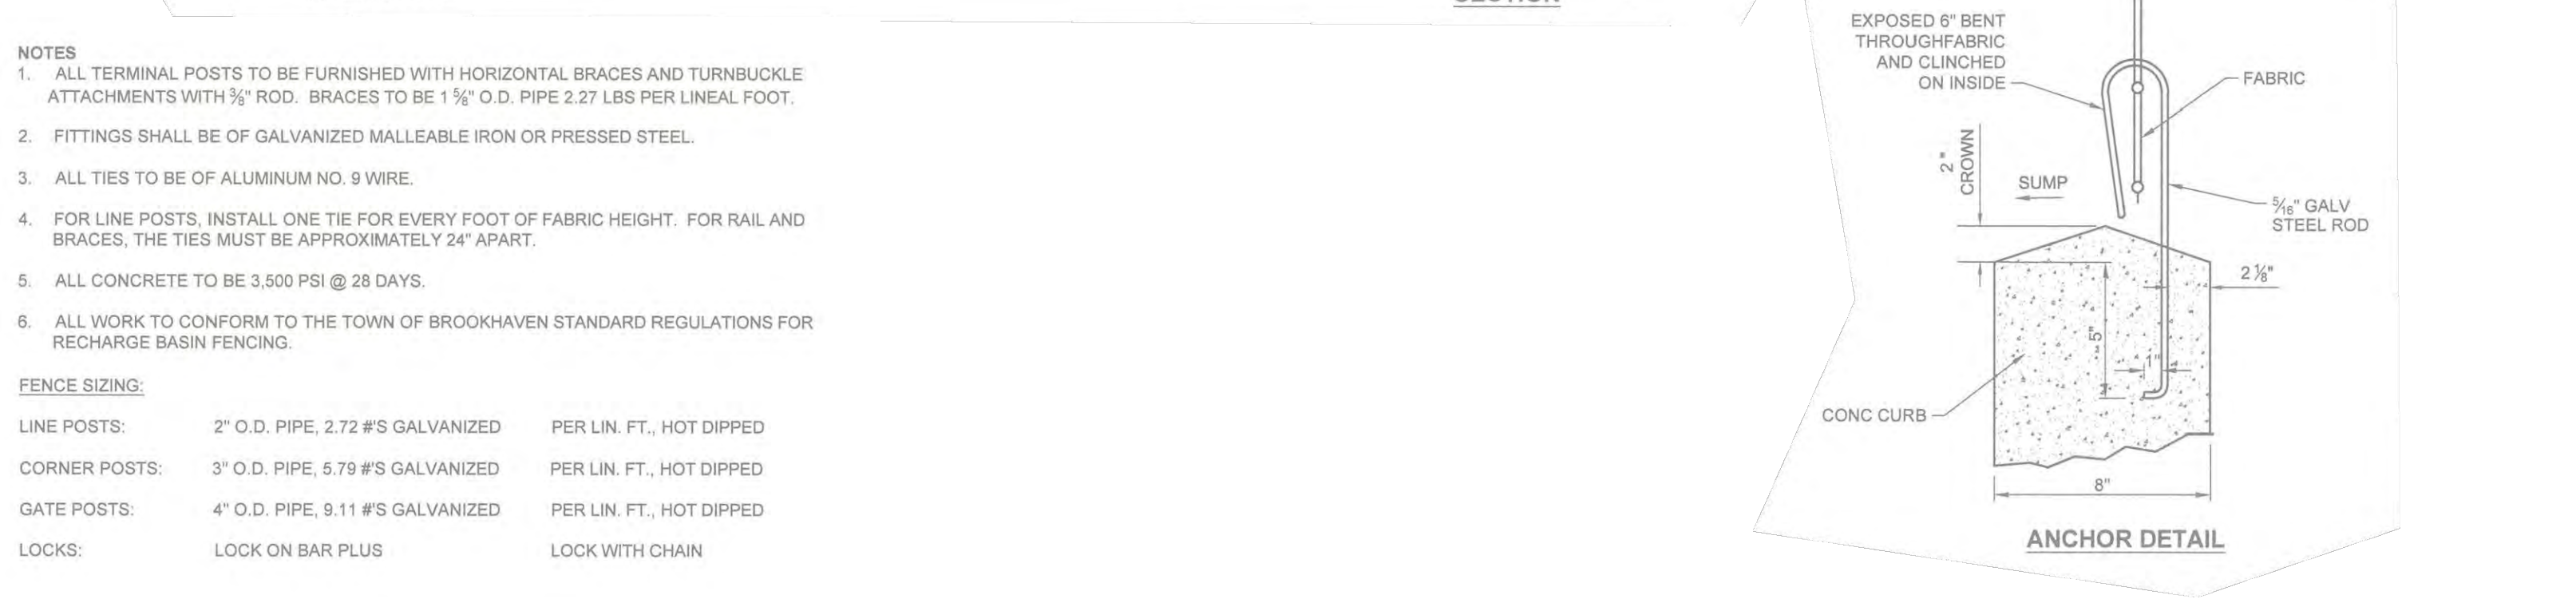 SECTION
NOTES
1. ALL TERMINAL POSTS TO BE FURNISHED WITH HORIZONTAL BRACES AND TURNBUCKLE
ATTACHMENTS WITH ⅜" ROD. BRACES TO BE 1 ⅝" O.D. PIPE 2.27 LBS PER LINEAL FOOT.
2. FITTINGS SHALL BE OF GALVANIZED MALLEABLE IRON OR PRESSED STEEL.
3. ALL TIES TO BE OF ALUMINUM NO. 9 WIRE.
4. FOR LINE POSTS, INSTALL ONE TIE FOR EVERY FOOT OF FABRIC HEIGHT. FOR RAIL AND
BRACES, THE TIES MUST BE APPROXIMATELY 24" APART.
5. ALL CONCRETE TO BE 3,500 PSI @ 28 DAYS.
6. ALL WORK TO CONFORM TO THE TOWN OF BROOKHAVEN STANDARD REGULATIONS FOR
RECHARGE BASIN FENCING.
FENCE SIZING:
LINE POSTS: 2" O.D. PIPE, 2.72 #'S GALVANIZED PER LIN. FT., HOT DIPPED
CORNER POSTS: 3" O.D. PIPE, 5.79 #'S GALVANIZED PER LIN. FT., HOT DIPPED
GATE POSTS: 4" O.D. PIPE, 9.11 #'S GALVANIZED PER LIN. FT., HOT DIPPED
LOCKS: LOCK ON BAR PLUS LOCK WITH CHAIN
EXPOSED 6" BENT
THROUGHFABRIC
AND CLINCHED
ON INSIDE
FABRIC
2"
CROWN
SUMP
5/16" GALV
STEEL ROD
2 ⅛"
5"
1"
CONC CURB
8"
ANCHOR DETAIL